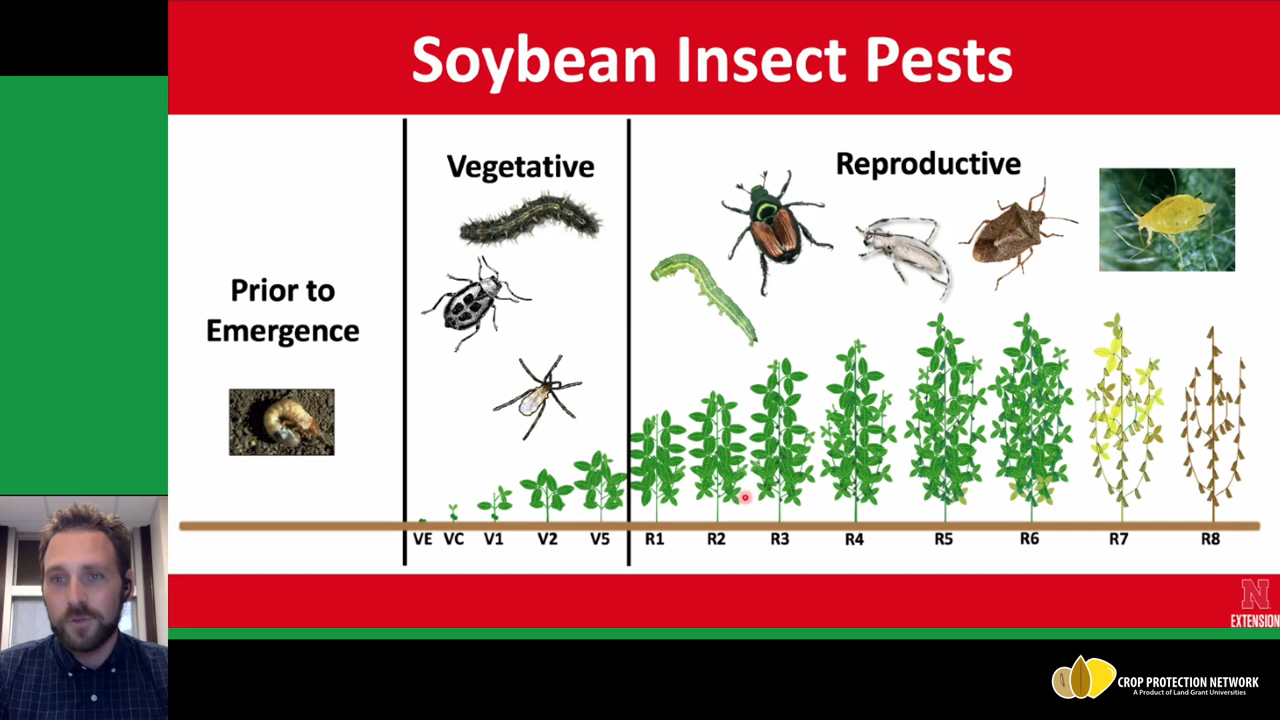 Soybean Insect Pests
Vegetative
Reproductive
Prior to
Emergence
VE VC V1 V2 V5 R1 R2 R3 R4 R5 R6 R7 R8
N
EXTENSION
CROP PROTECTION NETWORK
A Product of Land Grant Universities